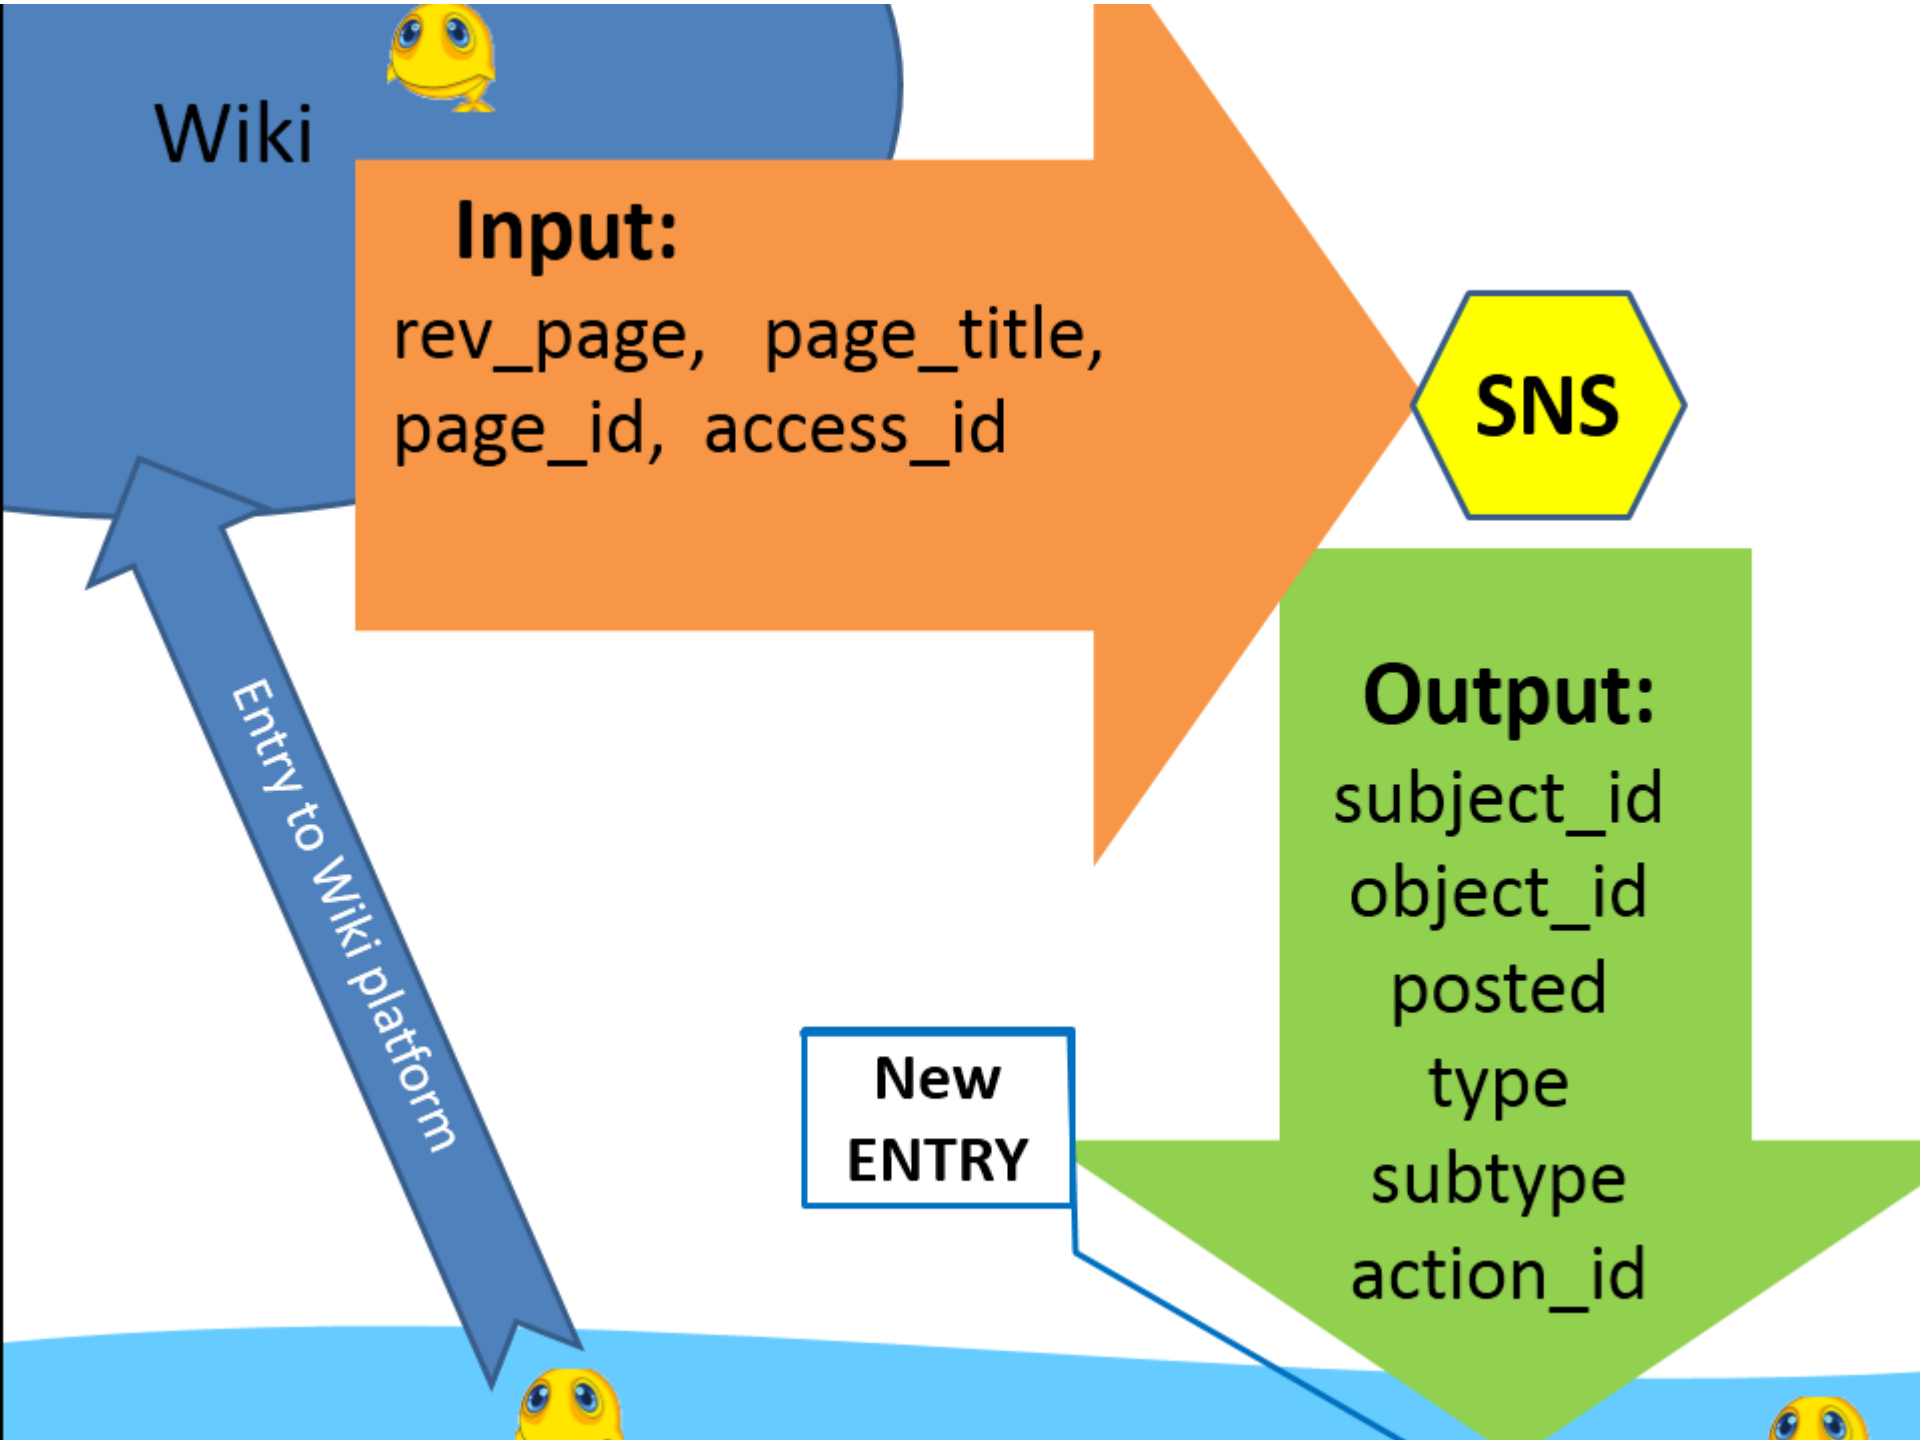 Wiki
Input:
rev_page, page_title,
page_id, access_id
SNS
Entry to Wiki platform
Output:
subject_id
object_id
posted
type
subtype
action_id
New
ENTRY